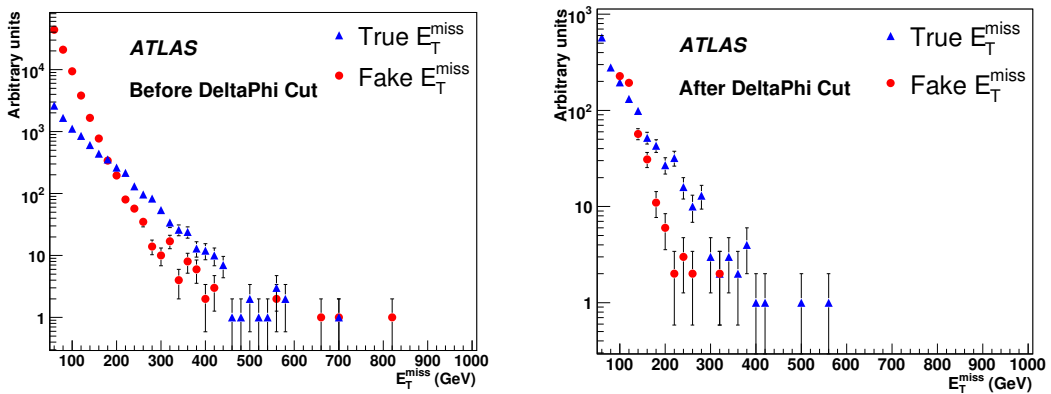 Arbitrary units
10^4
10^3
10^2
10
1
ATLAS
Before DeltaPhi Cut
True E_T^miss
Fake E_T^miss
100 200 300 400 500 600 700 800 900 1000
E_T^miss (GeV)
Arbitrary units
10^3
10^2
10
1
ATLAS
After DeltaPhi Cut
True E_T^miss
Fake E_T^miss
100 200 300 400 500 600 700 800 900 1000
E_T^miss (GeV)